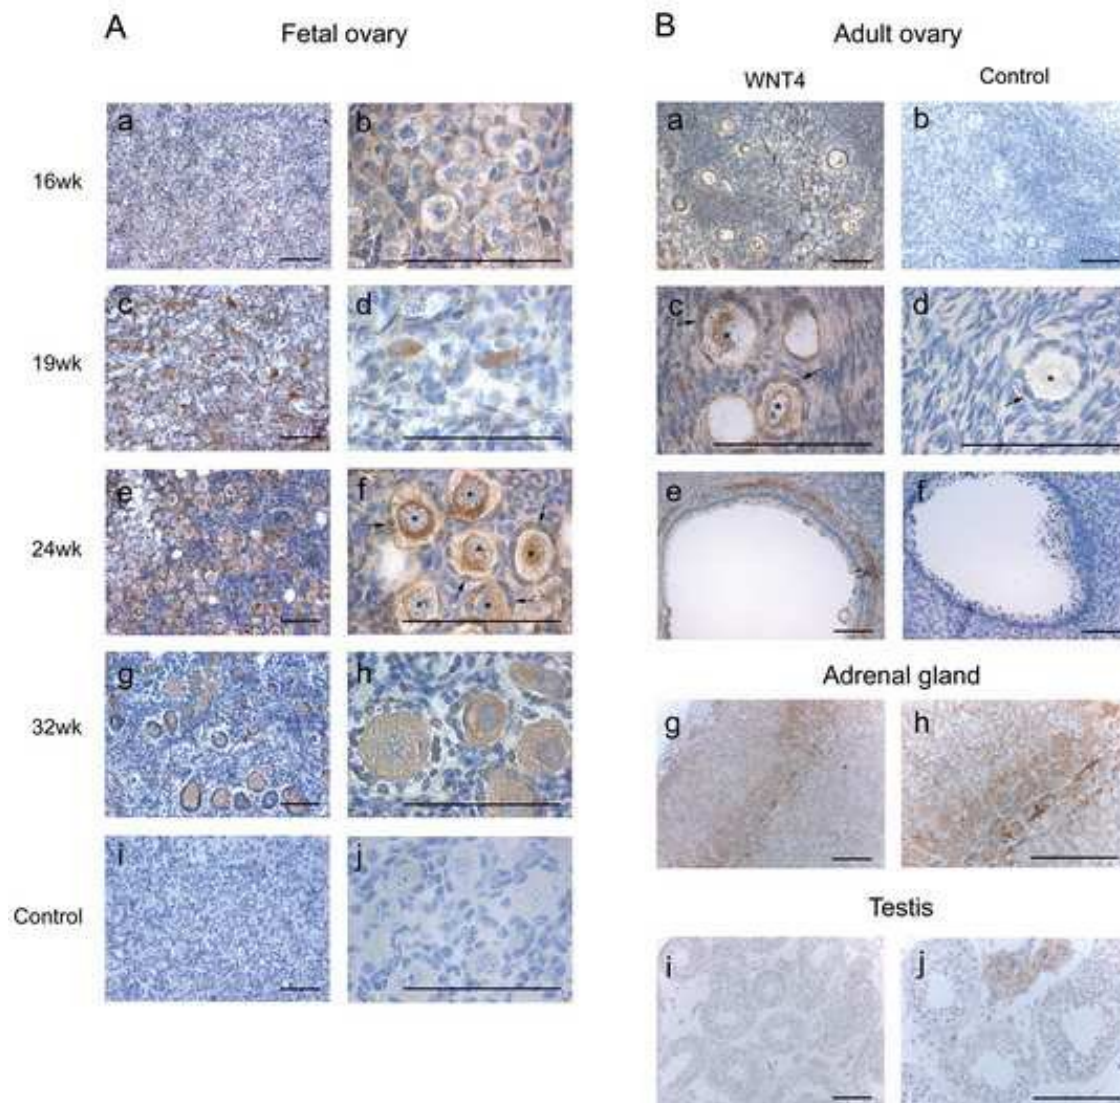 A Fetal ovary
B Adult ovary
WNT4 Control
16wk a b
a b
19wk c d
c d
24wk e f
e f
Adrenal gland
32wk g h
g h
Control i j
Testis
i j